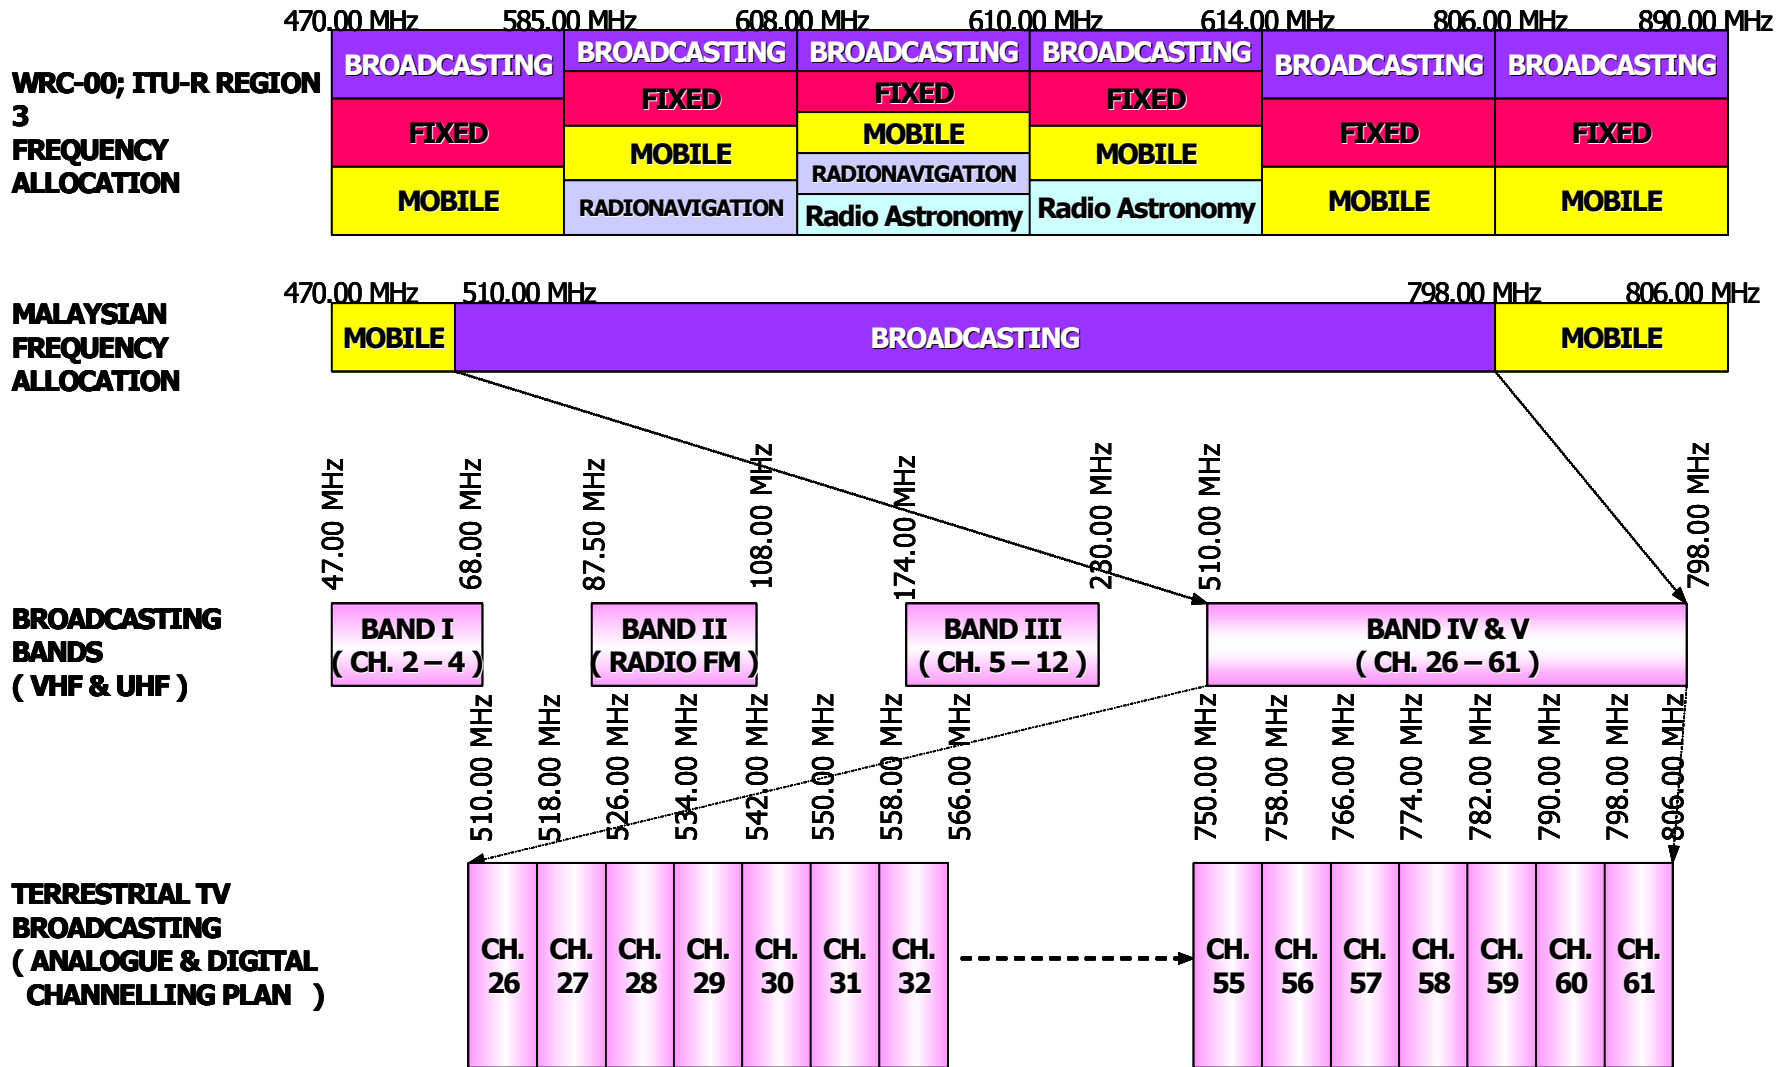 470.00 MHz 585.00 MHz 608.00 MHz 610.00 MHz 614.00 MHz 806.00 MHz 890.00 MHz
WRC-00; ITU-R REGION
3
FREQUENCY
ALLOCATION
BROADCASTING
FIXED
MOBILE
BROADCASTING
FIXED
MOBILE
RADIONAVIGATION
BROADCASTING
FIXED
MOBILE
RADIONAVIGATION
Radio Astronomy
BROADCASTING
FIXED
MOBILE
Radio Astronomy
BROADCASTING
FIXED
MOBILE
BROADCASTING
FIXED
MOBILE
470.00 MHz 510.00 MHz 798.00 MHz 806.00 MHz
MALAYSIAN
FREQUENCY
ALLOCATION
MOBILE
BROADCASTING
MOBILE
47.00 MHz
68.00 MHz
87.50 MHz
108.00 MHz
174.00 MHz
230.00 MHz
510.00 MHz
798.00 MHz
BROADCASTING
BANDS
( VHF & UHF )
BAND I
( CH. 2 – 4 )
BAND II
( RADIO FM )
BAND III
( CH. 5 – 12 )
BAND IV & V
( CH. 26 – 61 )
510.00 MHz
518.00 MHz
526.00 MHz
534.00 MHz
542.00 MHz
550.00 MHz
558.00 MHz
566.00 MHz
750.00 MHz
758.00 MHz
766.00 MHz
774.00 MHz
782.00 MHz
790.00 MHz
798.00 MHz
806.00 MHz
TERRESTRIAL TV
BROADCASTING
( ANALOGUE & DIGITAL
CHANNELLING PLAN )
CH.
26
CH.
27
CH.
28
CH.
29
CH.
30
CH.
31
CH.
32
CH.
55
CH.
56
CH.
57
CH.
58
CH.
59
CH.
60
CH.
61